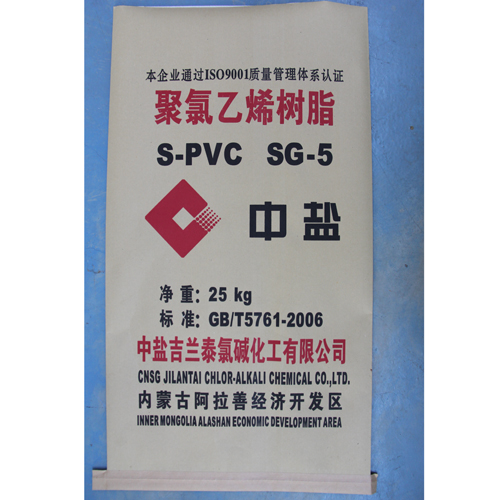 本企业通过ISO9001质量管理体系认证
聚氯乙烯树脂
S-PVC SG-5
中盐
净重:25 kg
标准:GB/T5761-2006
中盐吉兰泰氯碱化工有限公司
CNSG JILANTAI CHLOR-ALKALI CHEMICAL CO.,LTD.
内蒙古阿拉善经济开发区
INNER MONGOLIA ALASHAN ECONOMIC DEVELOPMENT AREA